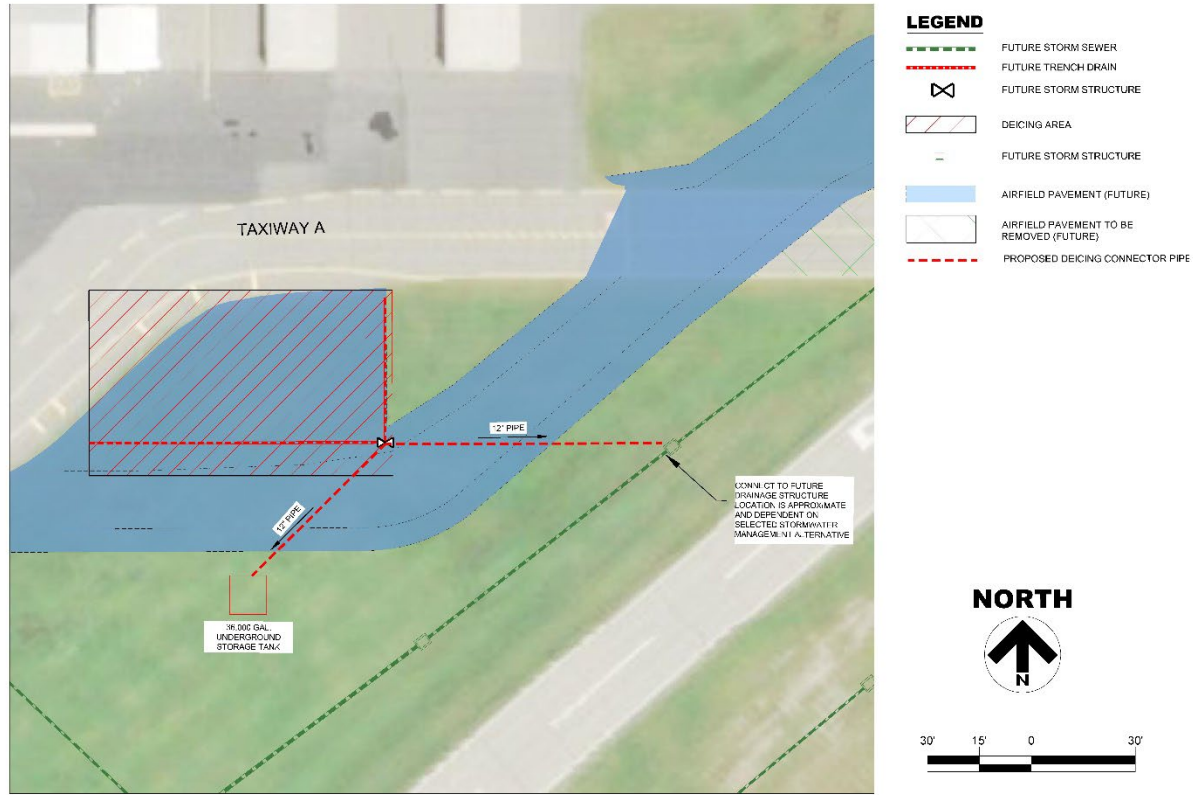 TAXIWAY A
12" PIPE
12" PIPE
CONNECT TO FUTURE
DRAINAGE STRUCTURE
LOCATION IS APPROXIMATE
AND DEPENDENT ON
SELECTED STORMWATER
MANAGEMENT ALTERNATIVE
36,000 GAL.
UNDERGROUND
STORAGE TANK
LEGEND
FUTURE STORM SEWER
FUTURE TRENCH DRAIN
FUTURE STORM STRUCTURE
DEICING AREA
FUTURE STORM STRUCTURE
AIRFIELD PAVEMENT (FUTURE)
AIRFIELD PAVEMENT TO BE
REMOVED (FUTURE)
PROPOSED DEICING CONNECTOR PIPE
NORTH
N
30' 15' 0 30'